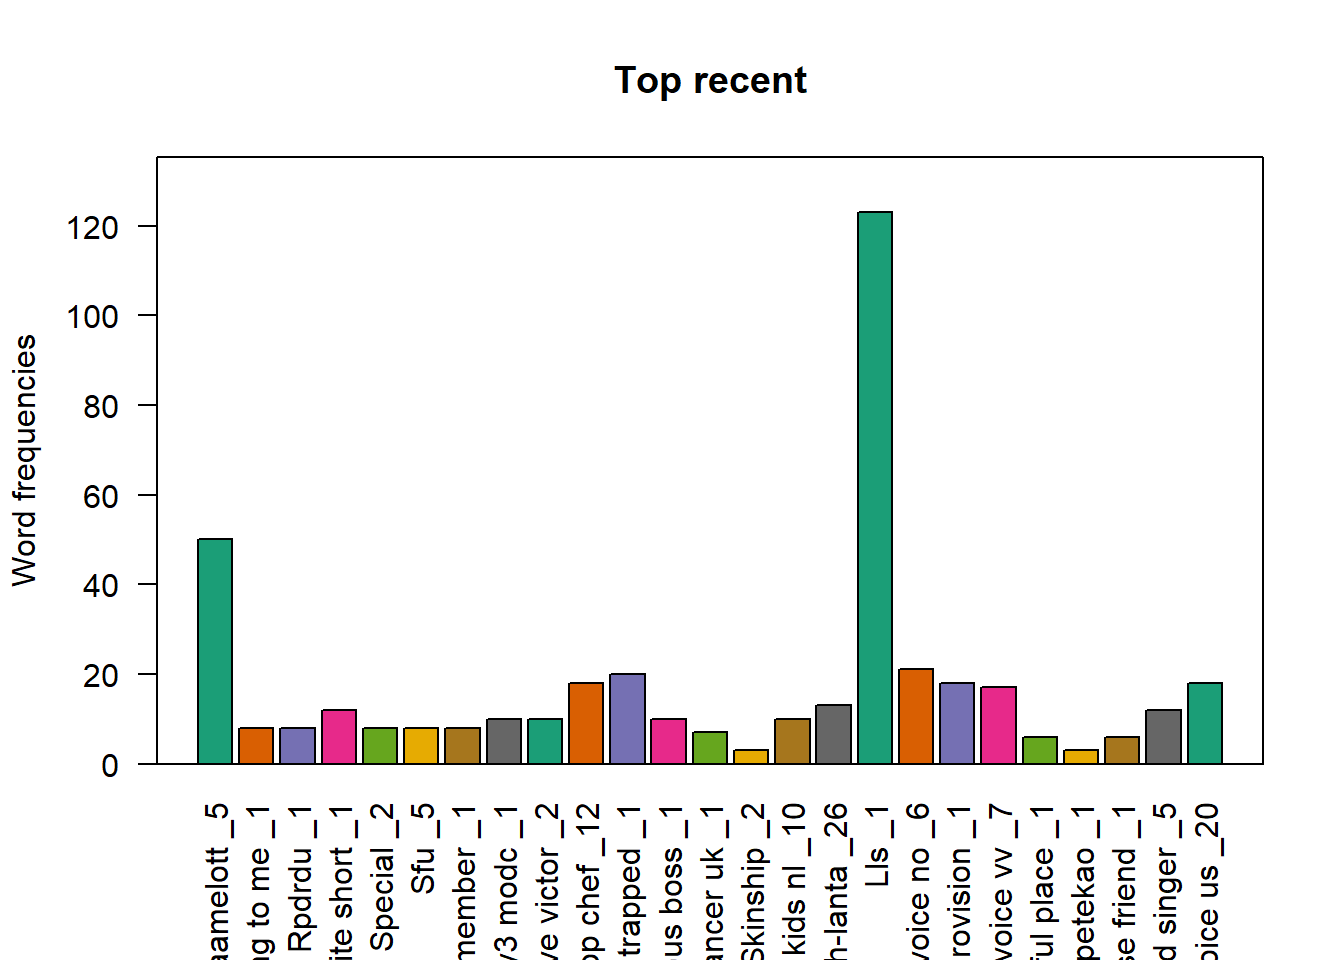 Top recent
Word frequencies
120
100
80
60
40
20
0
aamelott _5
ng to me _1
Rpdrdu _1
ite short _1
Special _2
Sfu _5
member _1
v3 modc _1
ve victor _2
op chef _12
trapped _1
ous boss _1
ancer uk _1
Skinship _2
kids nl _10
h-lanta _26
Lls _1
voice no _6
rovision _1
voice vv _7
ful place _1
petekao _1
se friend _1
d singer _5
oice us _20